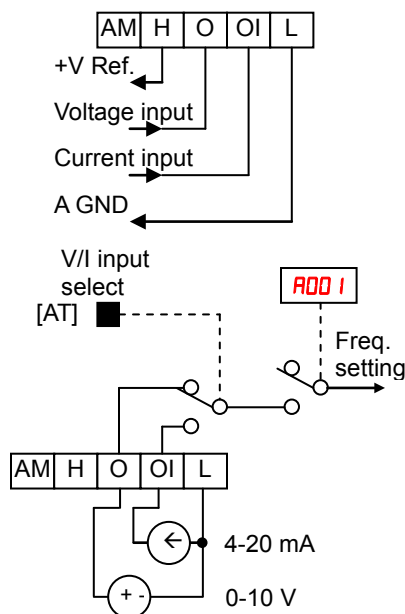 AM H O OI L
+V Ref.
Voltage input
Current input
A GND
V/I input
select
[AT]
A001
Freq.
setting
AM H O OI L
4-20 mA
+ -
0-10 V